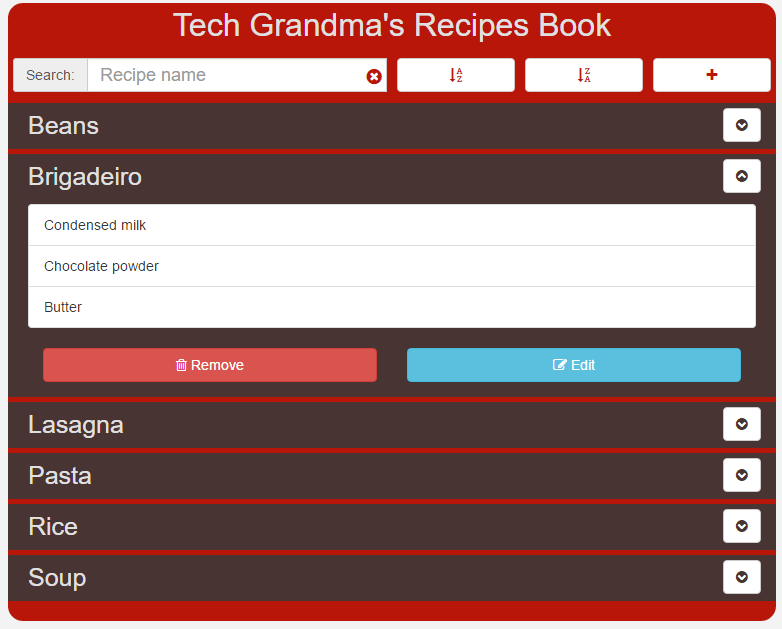 Tech Grandma's Recipes Book
Search: Recipe name
Beans
Brigadeiro
Condensed milk
Chocolate powder
Butter
Remove Edit
Lasagna
Pasta
Rice
Soup